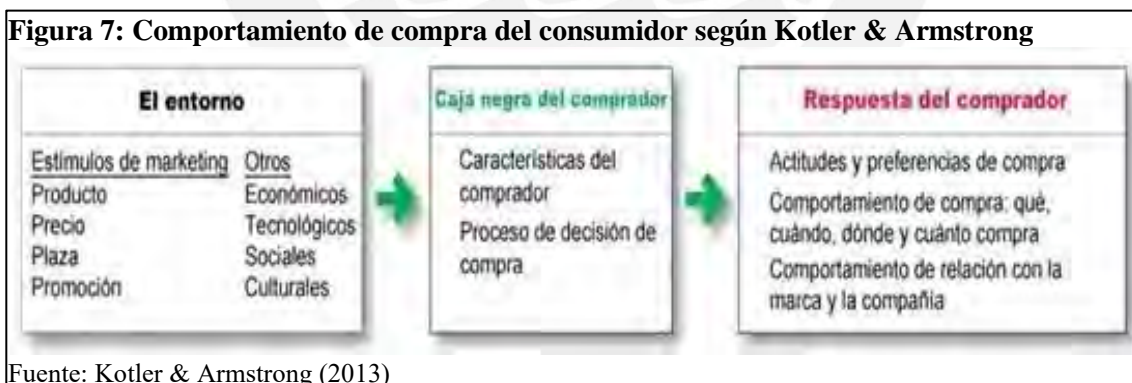 Figura 7: Comportamiento de compra del consumidor según Kotler & Armstrong
El entorno
Estímulos de marketing Otros
Producto Económicos
Precio Tecnológicos
Plaza Sociales
Promoción Culturales
Caja negra del comprador
Características del
comprador
Proceso de decisión de
compra
Respuesta del comprador
Actitudes y preferencias de compra
Comportamiento de compra: qué,
cuándo, dónde y cuánto compra
Comportamiento de relación con la
marca y la compañía
Fuente: Kotler & Armstrong (2013)